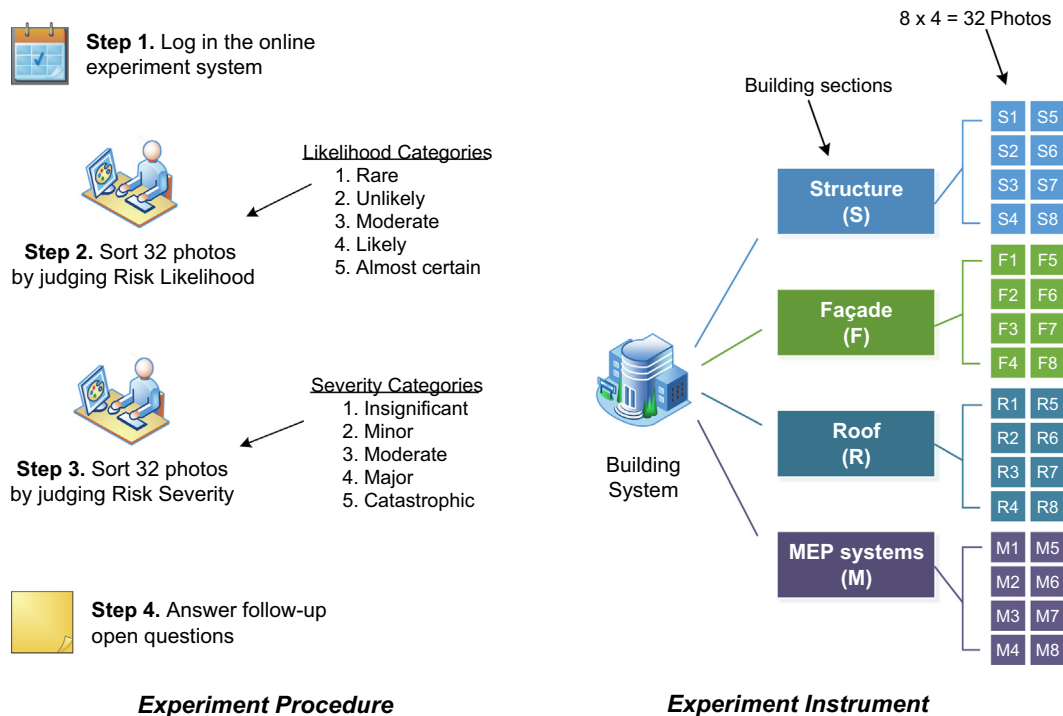 Step 1. Log in the online
experiment system
Likelihood Categories
1. Rare
2. Unlikely
3. Moderate
4. Likely
5. Almost certain
Step 2. Sort 32 photos
by judging Risk Likelihood
Severity Categories
1. Insignificant
2. Minor
3. Moderate
4. Major
5. Catastrophic
Step 3. Sort 32 photos
by judging Risk Severity
Step 4. Answer follow-up
open questions
Experiment Procedure
8 x 4 = 32 Photos
Building sections
Building
System
Structure
(S)
S1 S5
S2 S6
S3 S7
S4 S8
Façade
(F)
F1 F5
F2 F6
F3 F7
F4 F8
Roof
(R)
R1 R5
R2 R6
R3 R7
R4 R8
MEP systems
(M)
M1 M5
M2 M6
M3 M7
M4 M8
Experiment Instrument